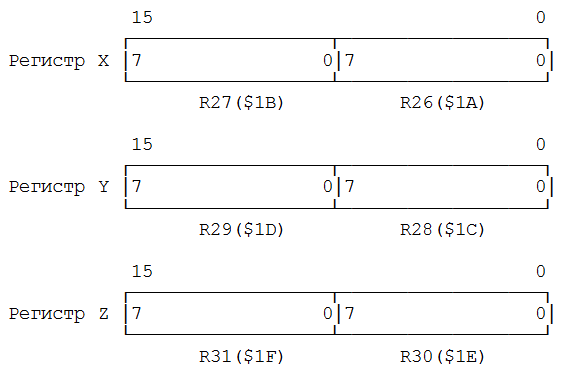 15 0
Регистр X 7 0 7 0
R27($1B) R26($1A)
15 0
Регистр Y 7 0 7 0
R29($1D) R28($1C)
15 0
Регистр Z 7 0 7 0
R31($1F) R30($1E)